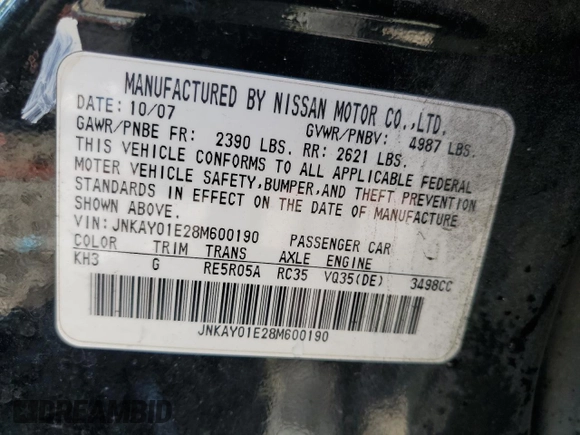 MANUFACTURED BY NISSAN MOTOR CO.,LTD.
DATE: 10/07 GVWR/PNBV: 4987 LBS.
GAWR/PNBE FR: 2390 LBS. RR: 2621 LBS.
THIS VEHICLE CONFORMS TO ALL APPLICABLE FEDERAL
MOTOR VEHICLE SAFETY,BUMPER,AND THEFT PREVENTION
STANDARDS IN EFFECT ON THE DATE OF MANUFACTURE
SHOWN ABOVE.
VIN:JNKAY01E28M600190 PASSENGER CAR
COLOR TRIM TRANS AXLE ENGINE
KH3 G RE5R05A RC35 VQ35(DE) 3498CC
JNKAY01E28M600190
IDREAMBID